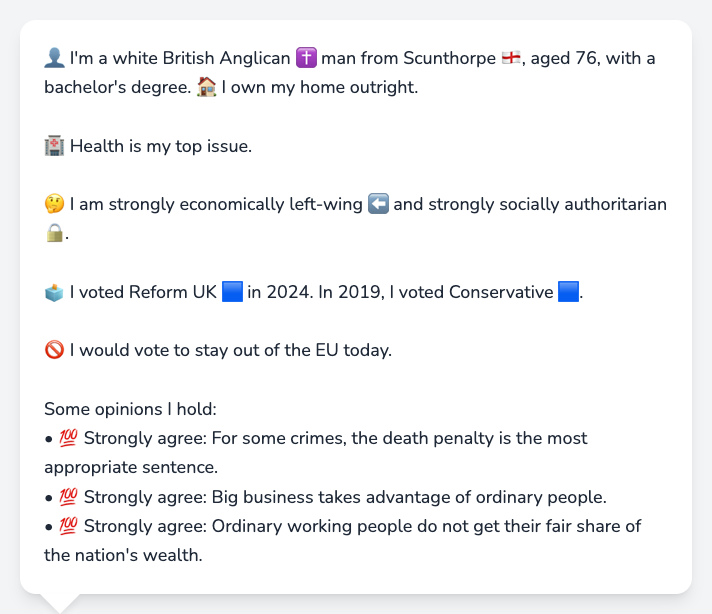 👤 I'm a white British Anglican ✝️ man from Scunthorpe 🏴󠁧󠁢󠁥󠁮󠁧󠁿, aged 76, with a
bachelor's degree. 🏠 I own my home outright.
🏥 Health is my top issue.
🤔 I am strongly economically left-wing ⬅️ and strongly socially authoritarian
🔒.
🗳️ I voted Reform UK 🟦 in 2024. In 2019, I voted Conservative 🟦.
🚫 I would vote to stay out of the EU today.
Some opinions I hold:
• 💯 Strongly agree: For some crimes, the death penalty is the most
appropriate sentence.
• 💯 Strongly agree: Big business takes advantage of ordinary people.
• 💯 Strongly agree: Ordinary working people do not get their fair share of
the nation's wealth.